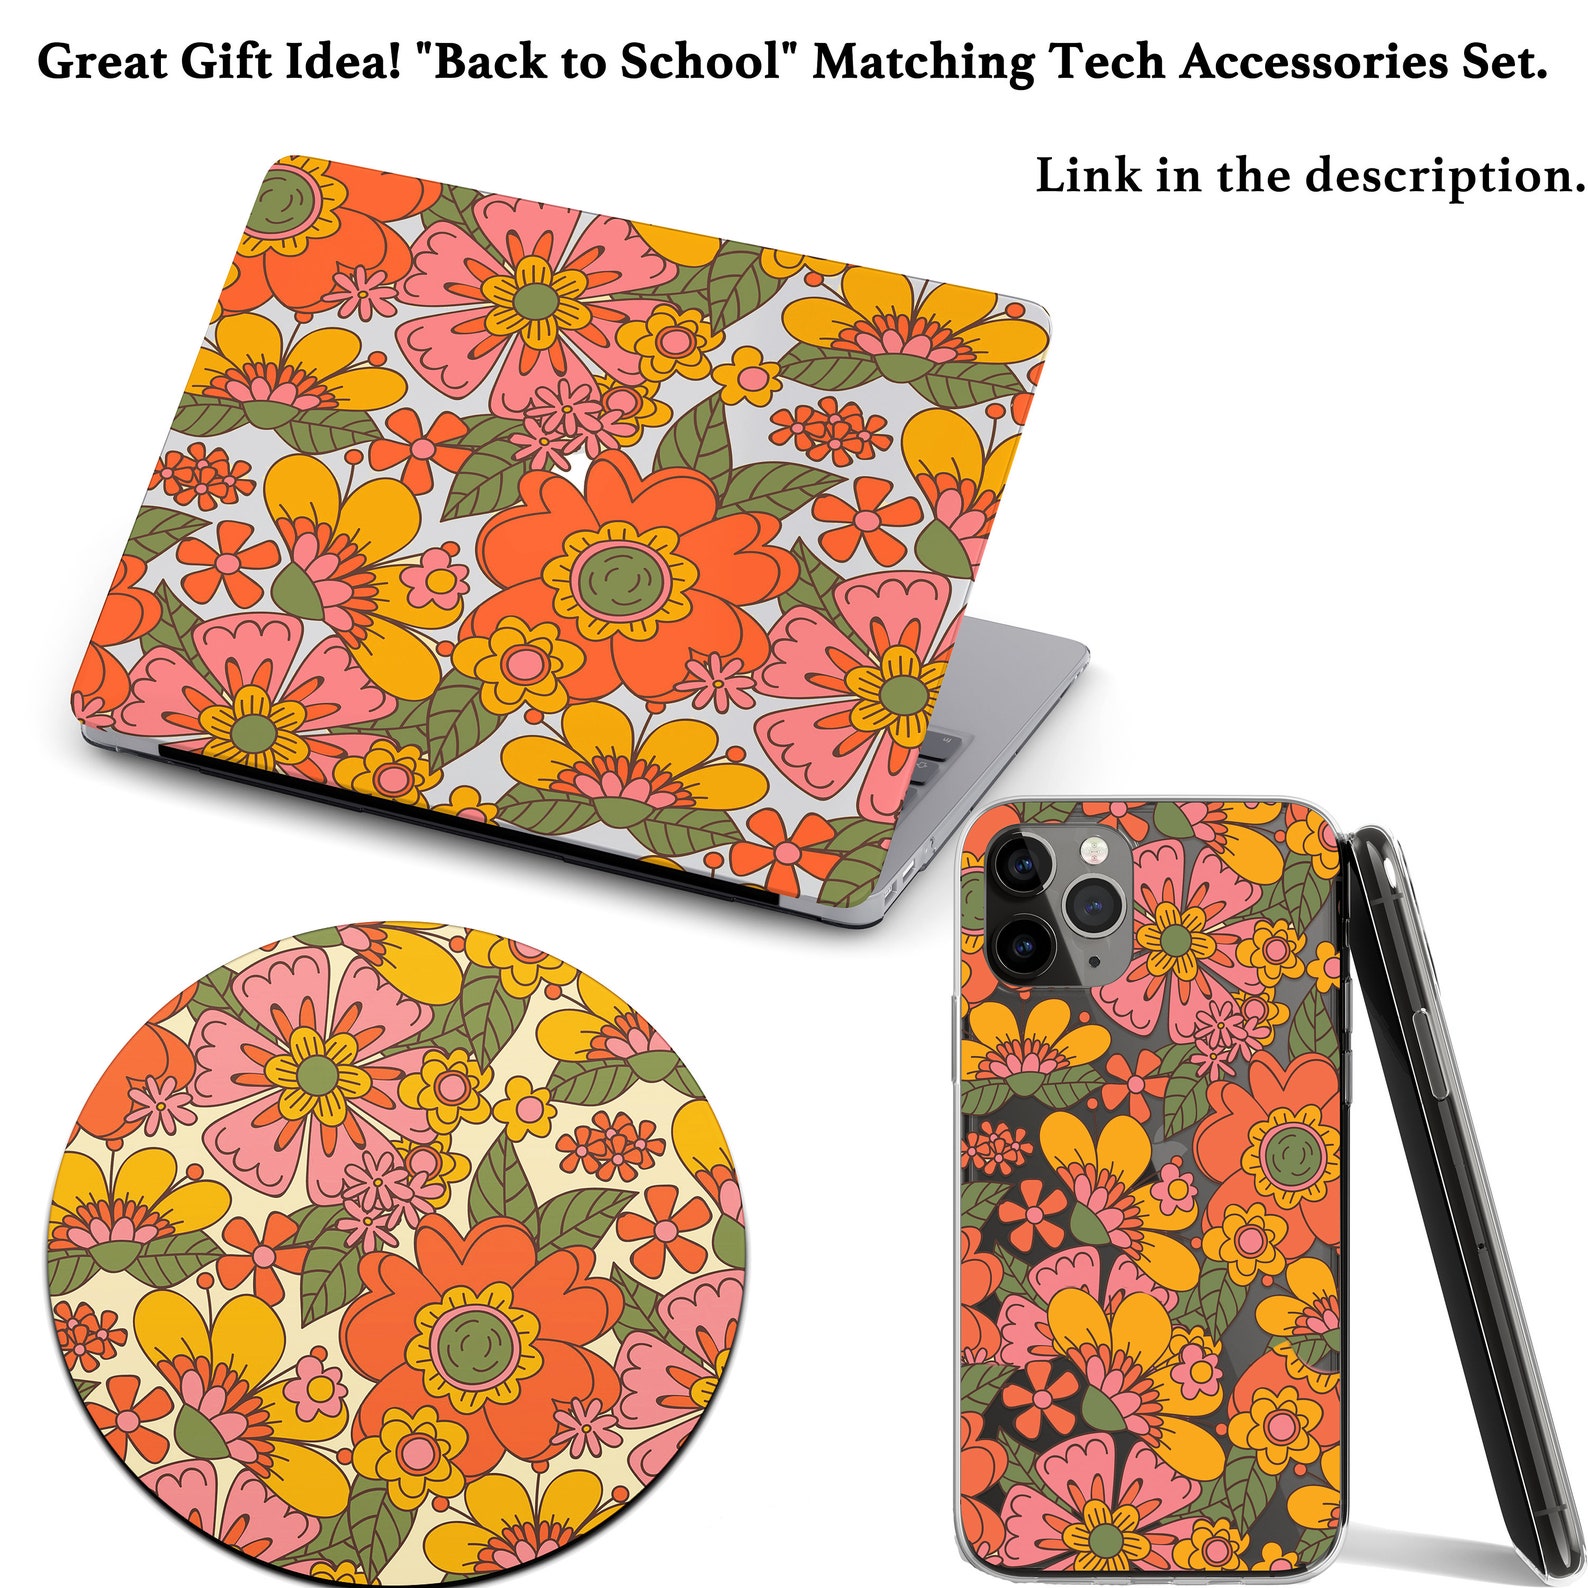 Great Gift Idea! "Back to School" Matching Tech Accessories Set.
Link in the description.